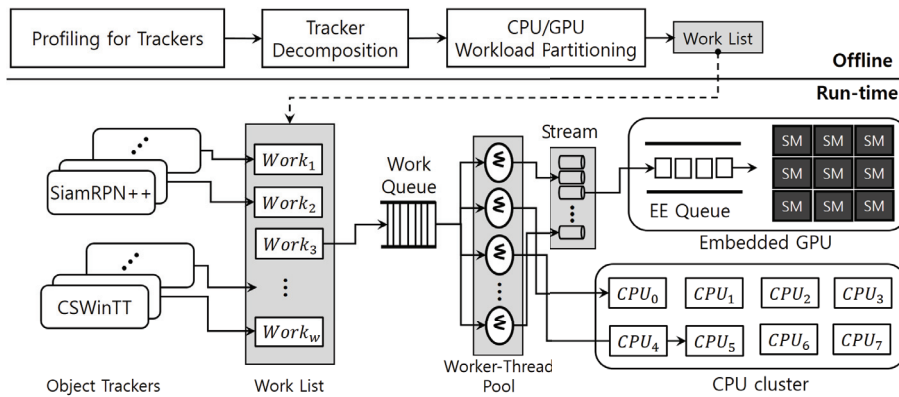 Profiling for Trackers
Tracker
Decomposition
CPU/GPU
Workload Partitioning
Work List
Offline
Run-time
SiamRPN++
CSWinTT
Object Trackers
Work₁
Work₂
Work₃
Work_w
Work List
Work
Queue
Worker-Thread
Pool
Stream
EE Queue
SM SM SM
SM SM SM
SM SM SM
Embedded GPU
CPU₀ CPU₁ CPU₂ CPU₃
CPU₄ CPU₅ CPU₆ CPU₇
CPU cluster